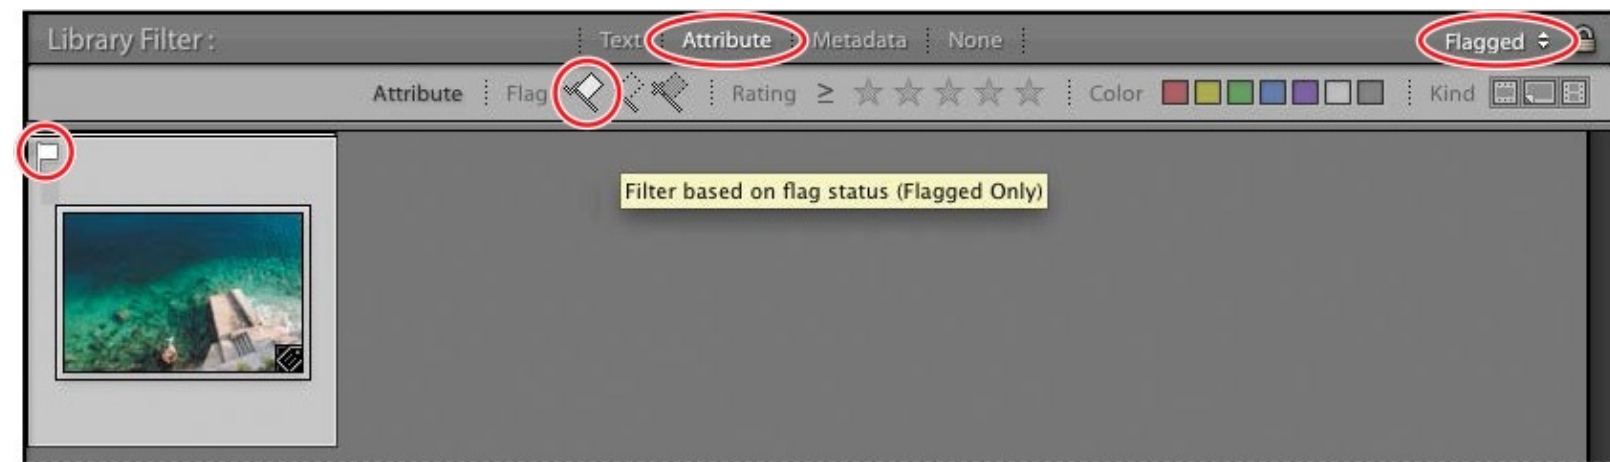 Library Filter : Text Attribute Metadata None Flagged
Attribute Flag Rating ≥ Color Kind
Filter based on flag status (Flagged Only)